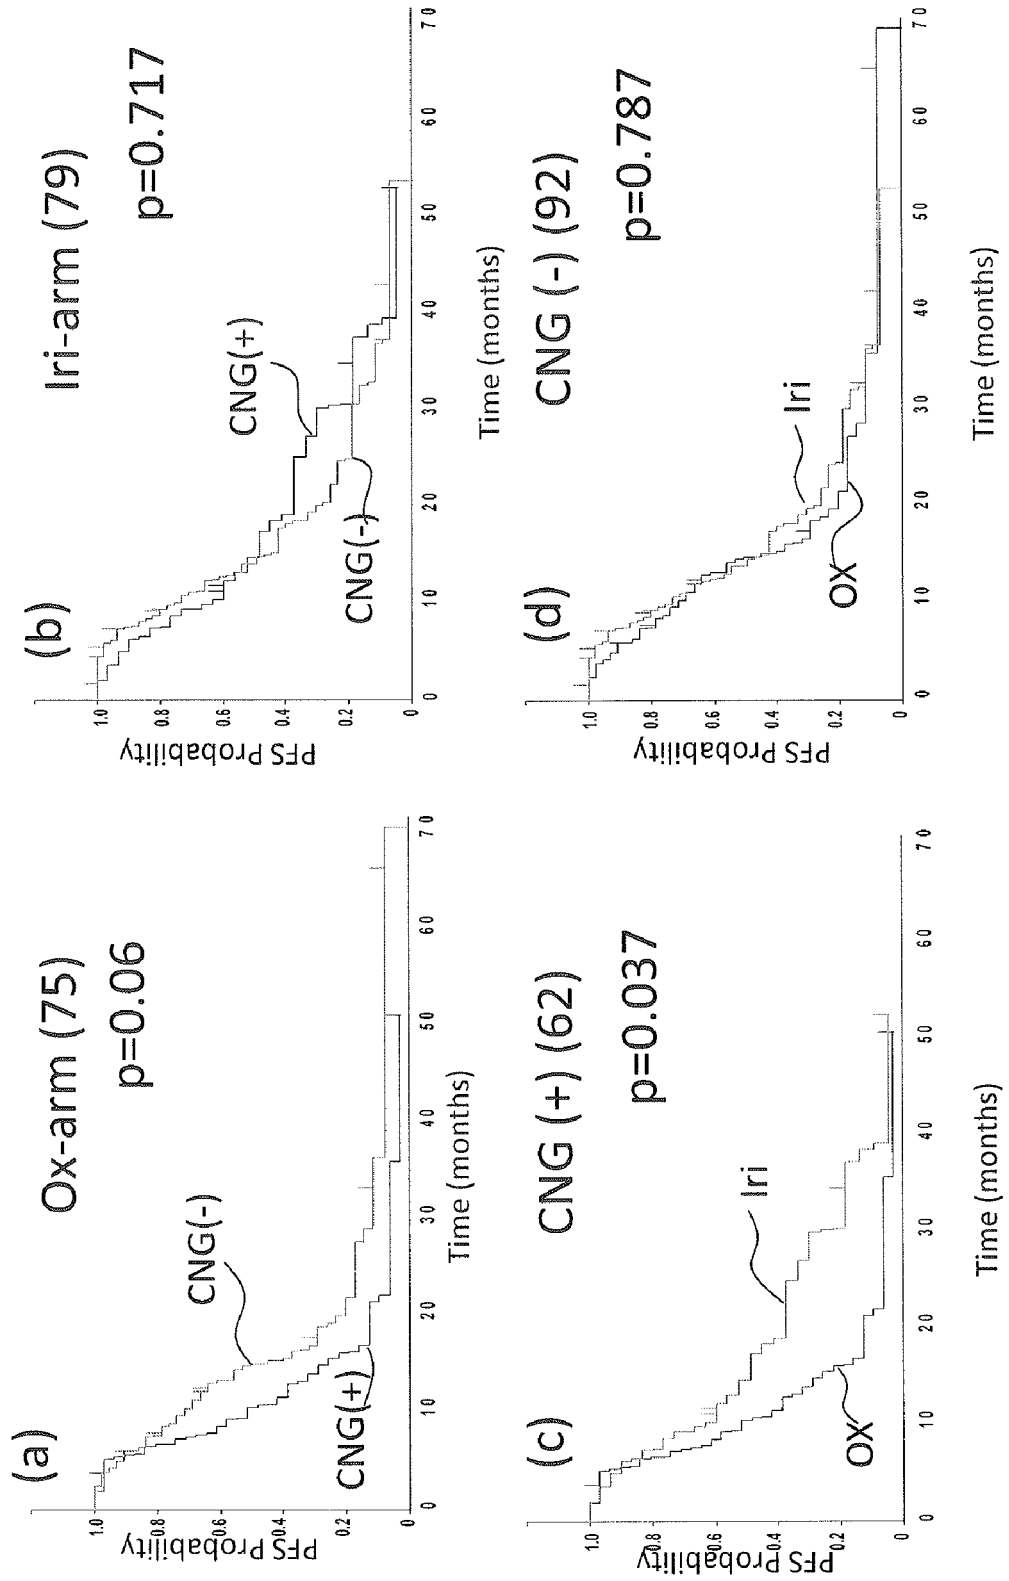 (a)
Ox-arm (75)
p=0.06
PFS Probability
1.0
0.8
0.6
0.4
0.2
0
CNG(-)
CNG(+)
0 10 20 30 40 50 60 70
Time (months)
(b)
Iri-arm (79)
p=0.717
PFS Probability
1.0
0.8
0.6
0.4
0.2
0
CNG(+)
CNG(-)
0 10 20 30 40 50 60 70
Time (months)
(c)
CNG (+) (62)
p=0.037
PFS Probability
1.0
0.8
0.6
0.4
0.2
0
Iri
OX
0 10 20 30 40 50 60 70
Time (months)
(d)
CNG (-) (92)
p=0.787
PFS Probability
1.0
0.8
0.6
0.4
0.2
0
Iri
OX
0 10 20 30 40 50 60 70
Time (months)